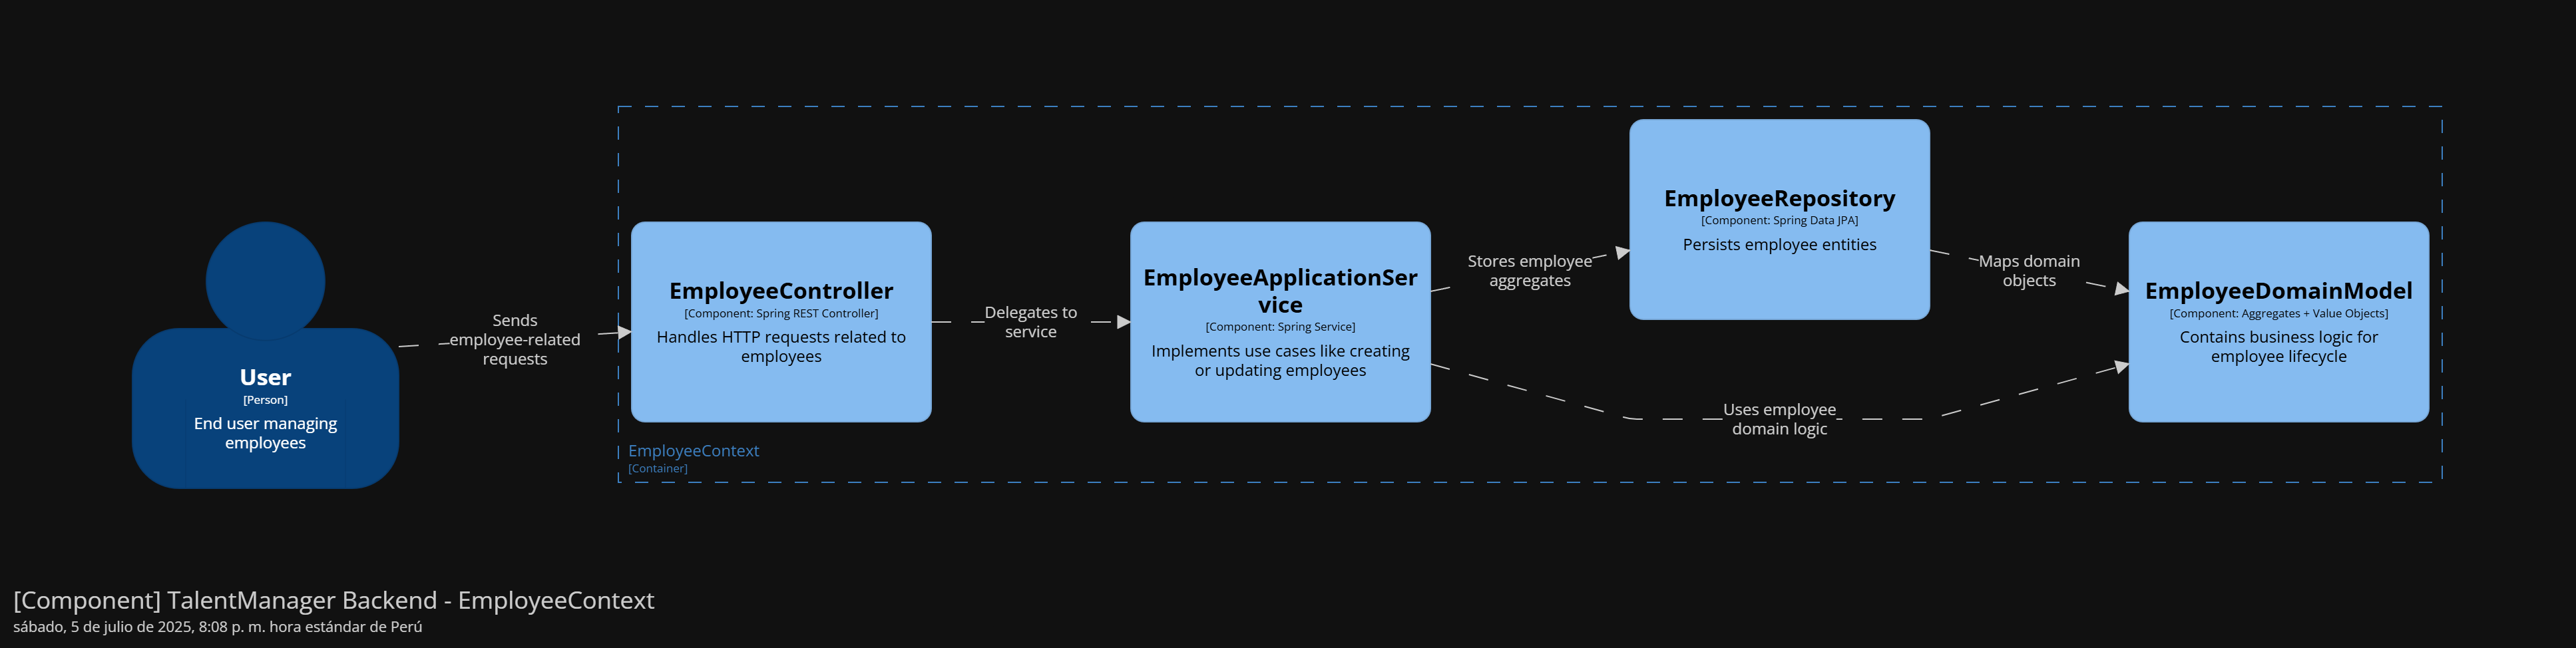 User
[Person]
End user managing
employees
Sends
employee-related
requests
EmployeeController
[Component: Spring REST Controller]
Handles HTTP requests related to
employees
Delegates to
service
EmployeeApplicationSer
vice
[Component: Spring Service]
Implements use cases like creating
or updating employees
Stores employee
aggregates
EmployeeRepository
[Component: Spring Data JPA]
Persists employee entities
Maps domain
objects
Uses employee
domain logic
EmployeeDomainModel
[Component: Aggregates + Value Objects]
Contains business logic for
employee lifecycle
EmployeeContext
[Container]
[Component] TalentManager Backend - EmployeeContext
sábado, 5 de julio de 2025, 8:08 p. m. hora estándar de Perú